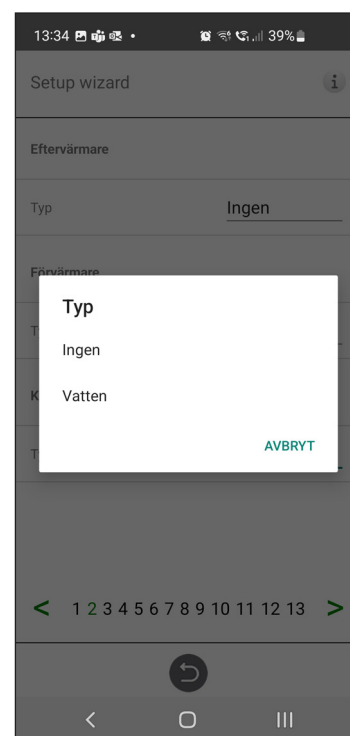 13:34 39%
Setup wizard i
Eftervärmare
Typ Ingen
Förvärmare
T
Typ
Ingen
K
Vatten
AVBRYT
T
< 1 2 3 4 5 6 7 8 9 10 11 12 13 >